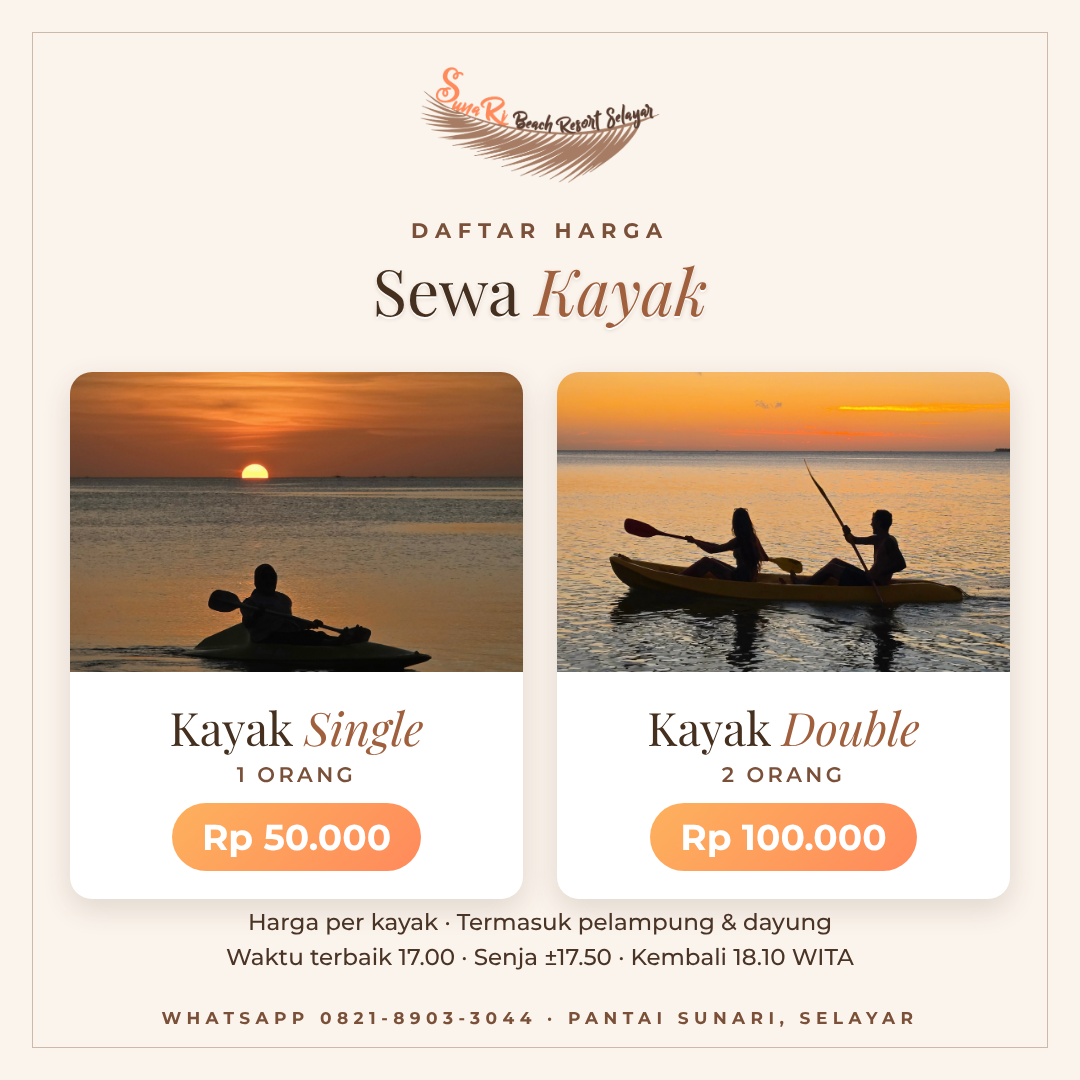 SunaRi Beach Resort Selayar
DAFTAR HARGA
Sewa Kayak
Kayak Single
1 ORANG
Rp 50.000
Kayak Double
2 ORANG
Rp 100.000
Harga per kayak · Termasuk pelampung & dayung
Waktu terbaik 17.00 · Senja ±17.50 · Kembali 18.10 WITA
WHATSAPP 0821-8903-3044 · PANTAI SUNARI, SELAYAR